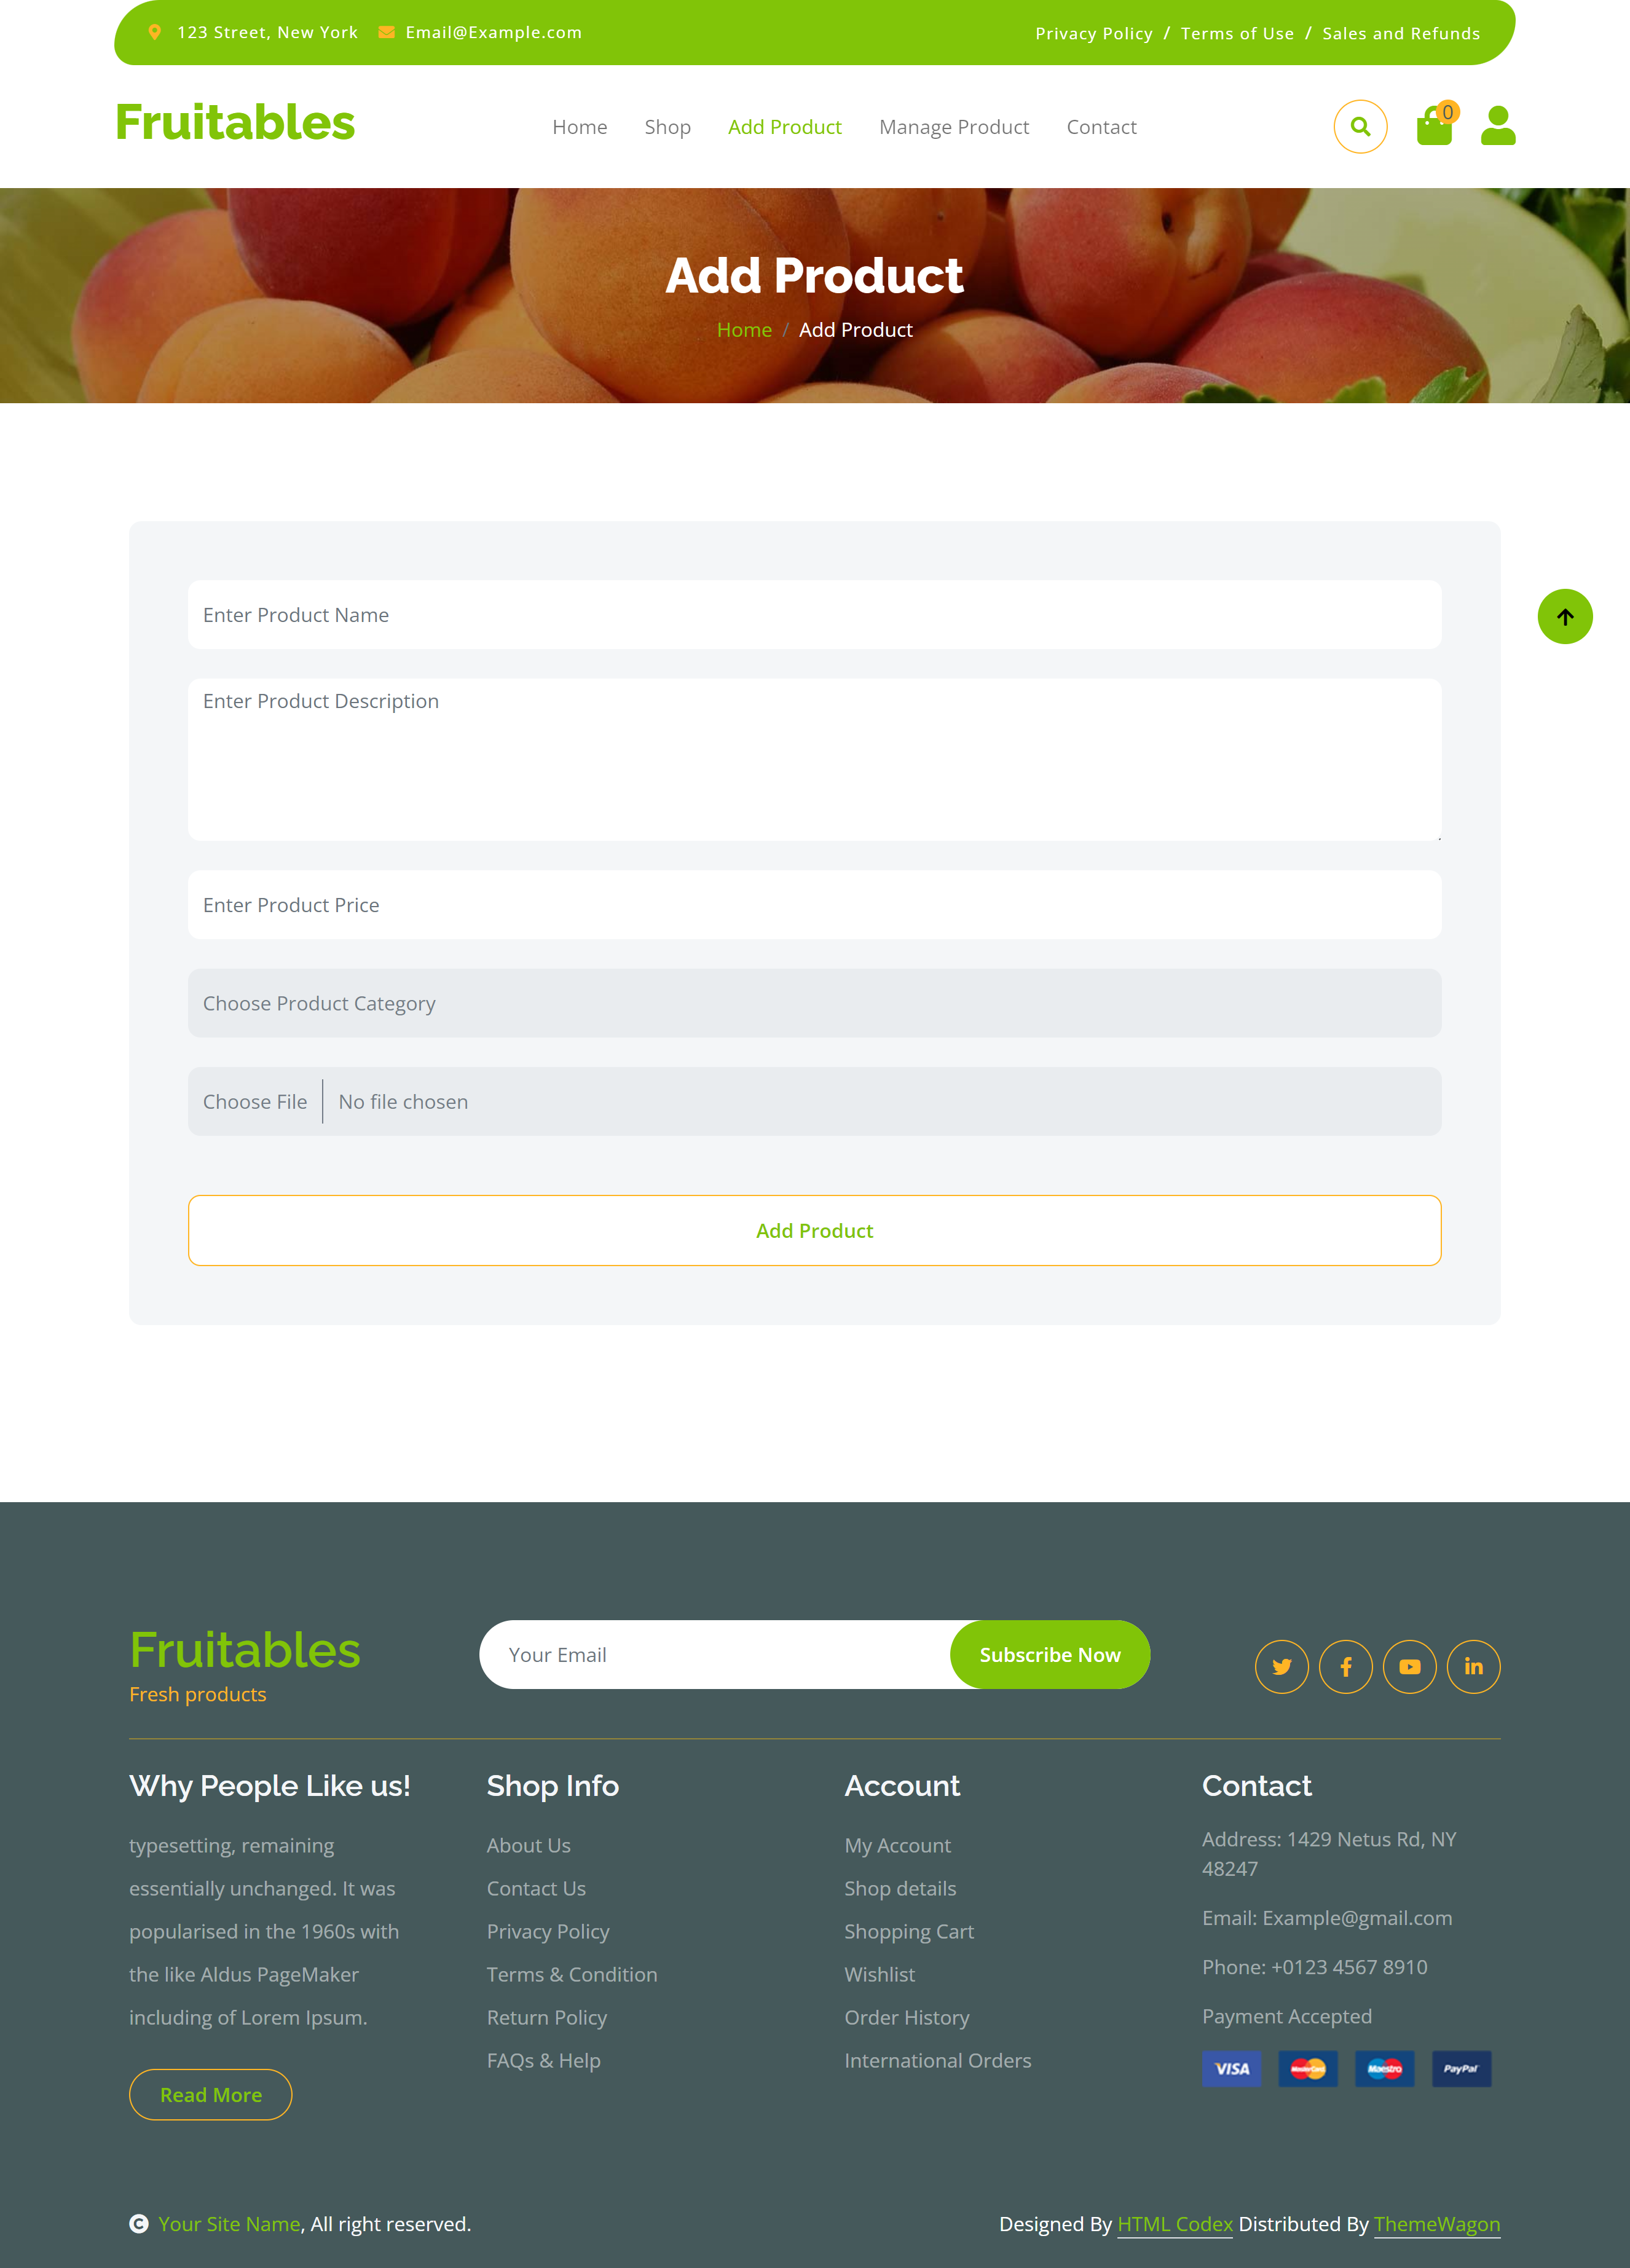 123 Street, New York Email@Example.com Privacy Policy / Terms of Use / Sales and Refunds
Fruitables Home Shop Add Product Manage Product Contact 0
Add Product
Home / Add Product
Enter Product Name
Enter Product Description
Enter Product Price
Choose Product Category
Choose File No file chosen
Add Product
Fruitables
Fresh products
Your Email Subscribe Now
Why People Like us!
typesetting, remaining
essentially unchanged. It was
popularised in the 1960s with
the like Aldus PageMaker
including of Lorem Ipsum.
Read More
Shop Info
About Us
Contact Us
Privacy Policy
Terms & Condition
Return Policy
FAQs & Help
Account
My Account
Shop details
Shopping Cart
Wishlist
Order History
International Orders
Contact
Address: 1429 Netus Rd, NY
48247
Email: Example@gmail.com
Phone: +0123 4567 8910
Payment Accepted
VISA MasterCard Maestro PayPal
Your Site Name, All right reserved.
Designed By HTML Codex Distributed By ThemeWagon